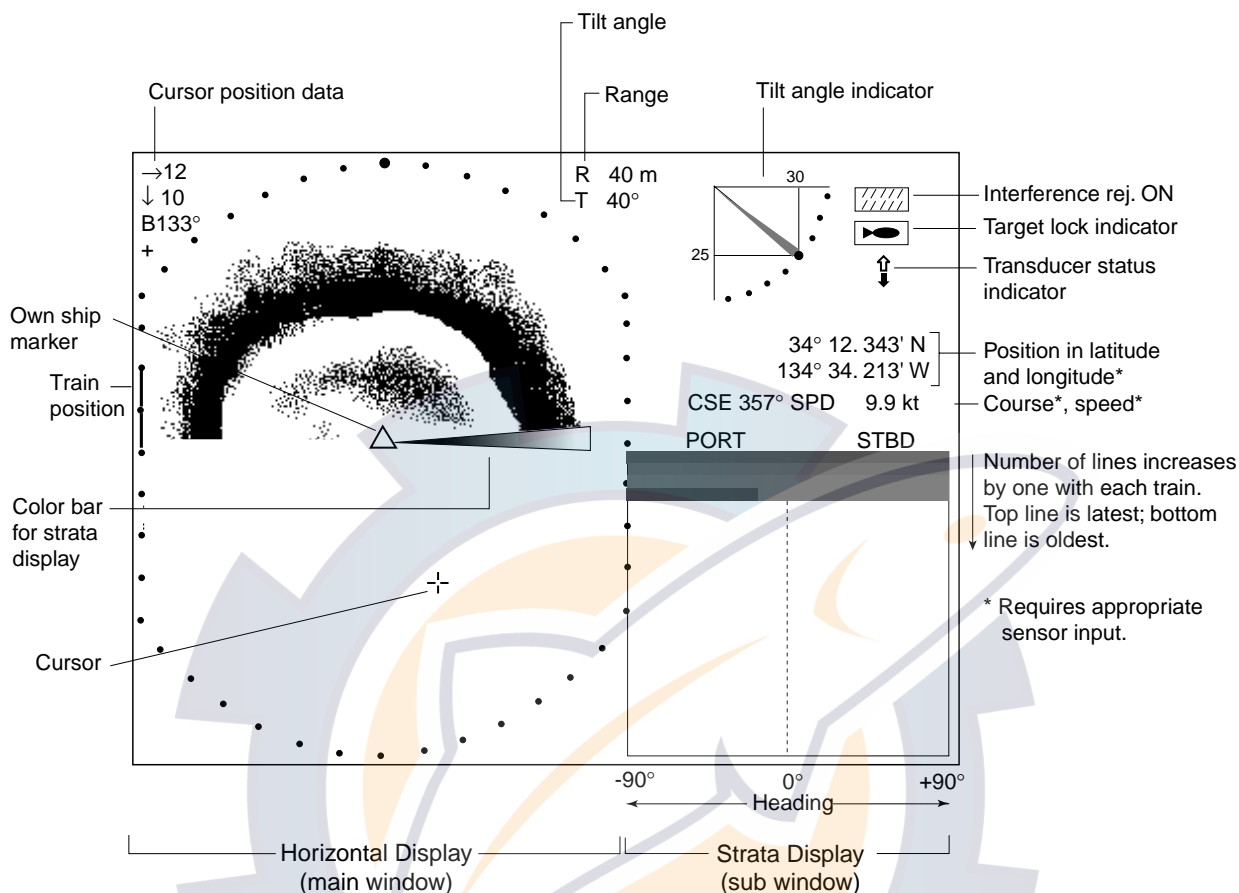 Tilt angle
Cursor position data
Range
Tilt angle indicator
→12
↓ 10
B133°
+
R 40 m
T 40°
30
25
Interference rej. ON
Target lock indicator
Transducer status
indicator
Own ship
marker
Train
position
34° 12. 343' N
134° 34. 213' W
Position in latitude
and longitude*
CSE 357° SPD 9.9 kt
Course*, speed*
PORT STBD
Number of lines increases
by one with each train.
Top line is latest; bottom
line is oldest.
Color bar
for strata
display
* Requires appropriate
sensor input.
Cursor
-90° 0° +90°
Heading
Horizontal Display
(main window)
Strata Display
(sub window)